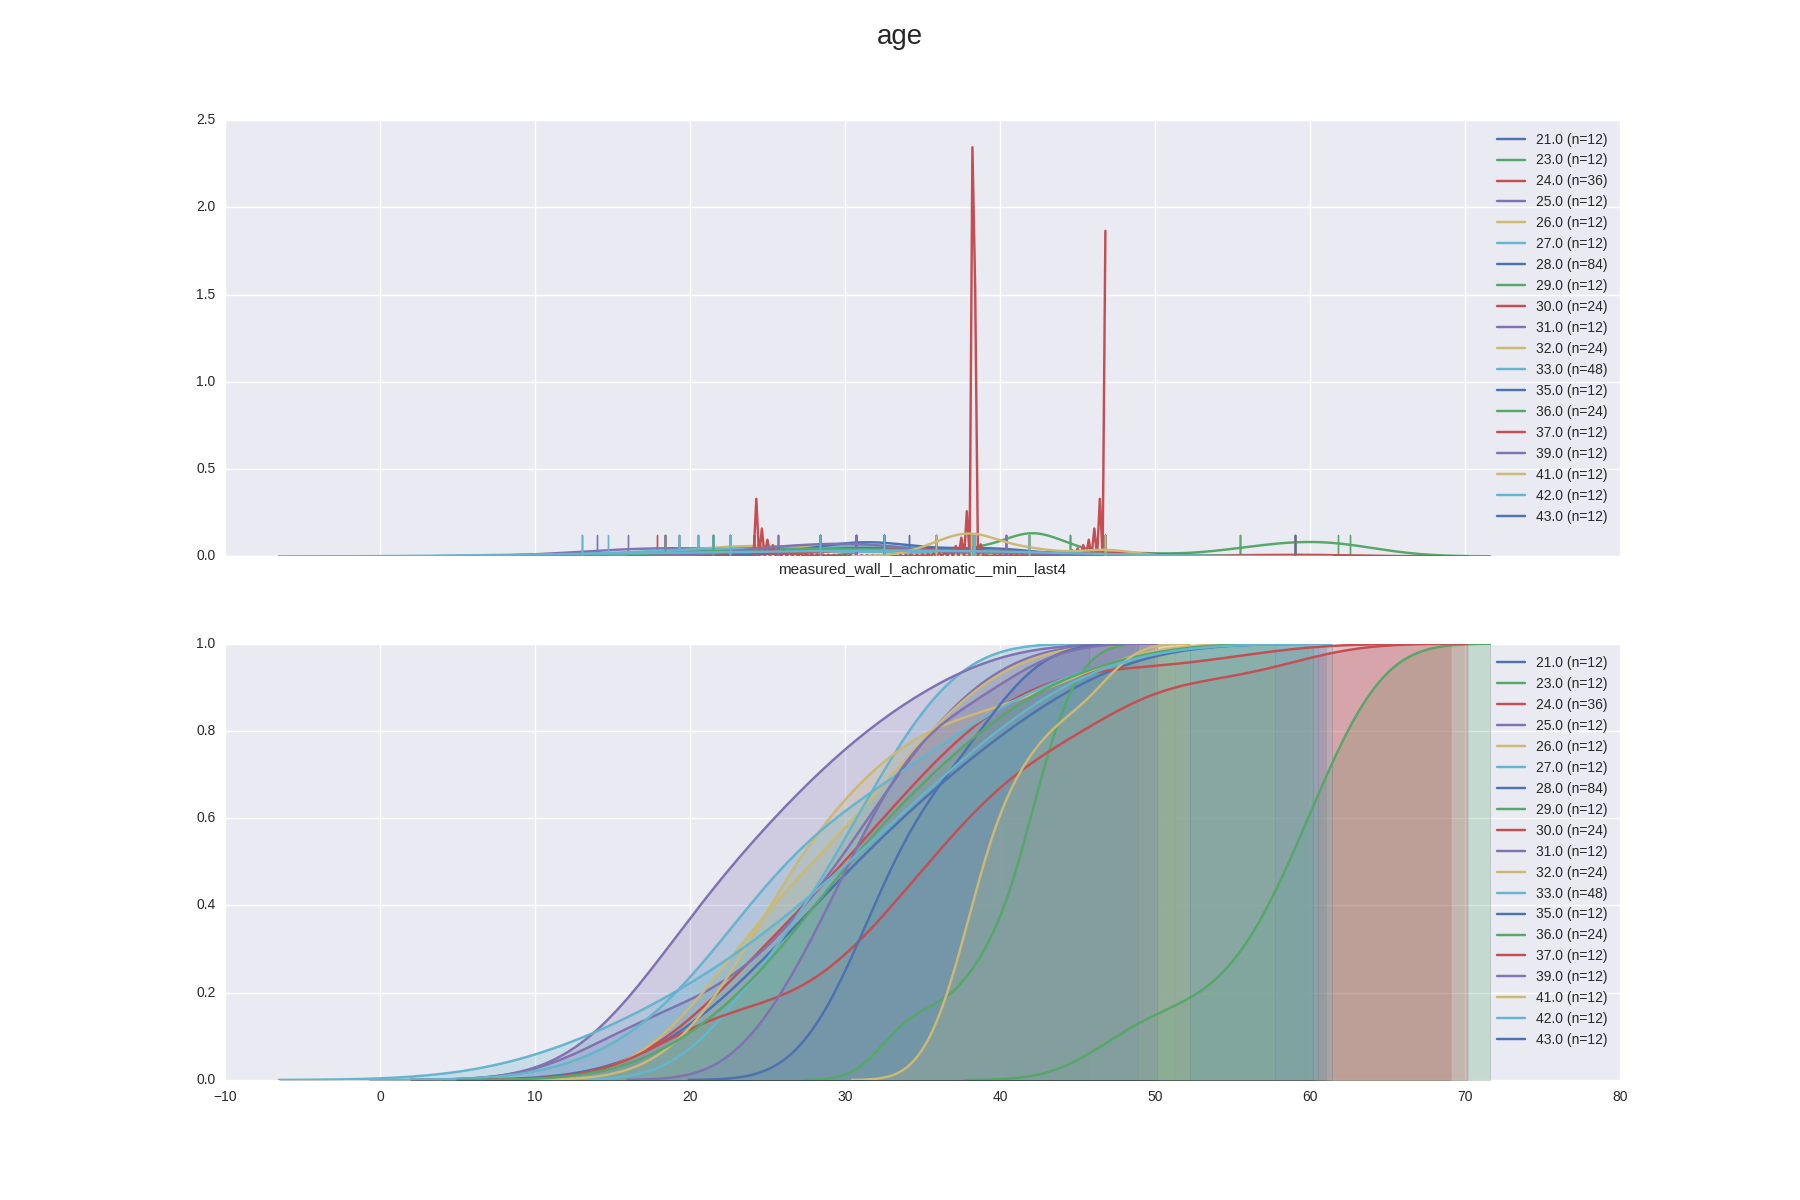 age
2.5
2.0
1.5
1.0
0.5
0.0
21.0 (n=12)
23.0 (n=12)
24.0 (n=36)
25.0 (n=12)
26.0 (n=12)
27.0 (n=12)
28.0 (n=84)
29.0 (n=12)
30.0 (n=24)
31.0 (n=12)
32.0 (n=24)
33.0 (n=48)
35.0 (n=12)
36.0 (n=24)
37.0 (n=12)
39.0 (n=12)
41.0 (n=12)
42.0 (n=12)
43.0 (n=12)
measured_wall_l_achromatic__min__last4
1.0
0.8
0.6
0.4
0.2
0.0
21.0 (n=12)
23.0 (n=12)
24.0 (n=36)
25.0 (n=12)
26.0 (n=12)
27.0 (n=12)
28.0 (n=84)
29.0 (n=12)
30.0 (n=24)
31.0 (n=12)
32.0 (n=24)
33.0 (n=48)
35.0 (n=12)
36.0 (n=24)
37.0 (n=12)
39.0 (n=12)
41.0 (n=12)
42.0 (n=12)
43.0 (n=12)
−10 0 10 20 30 40 50 60 70 80